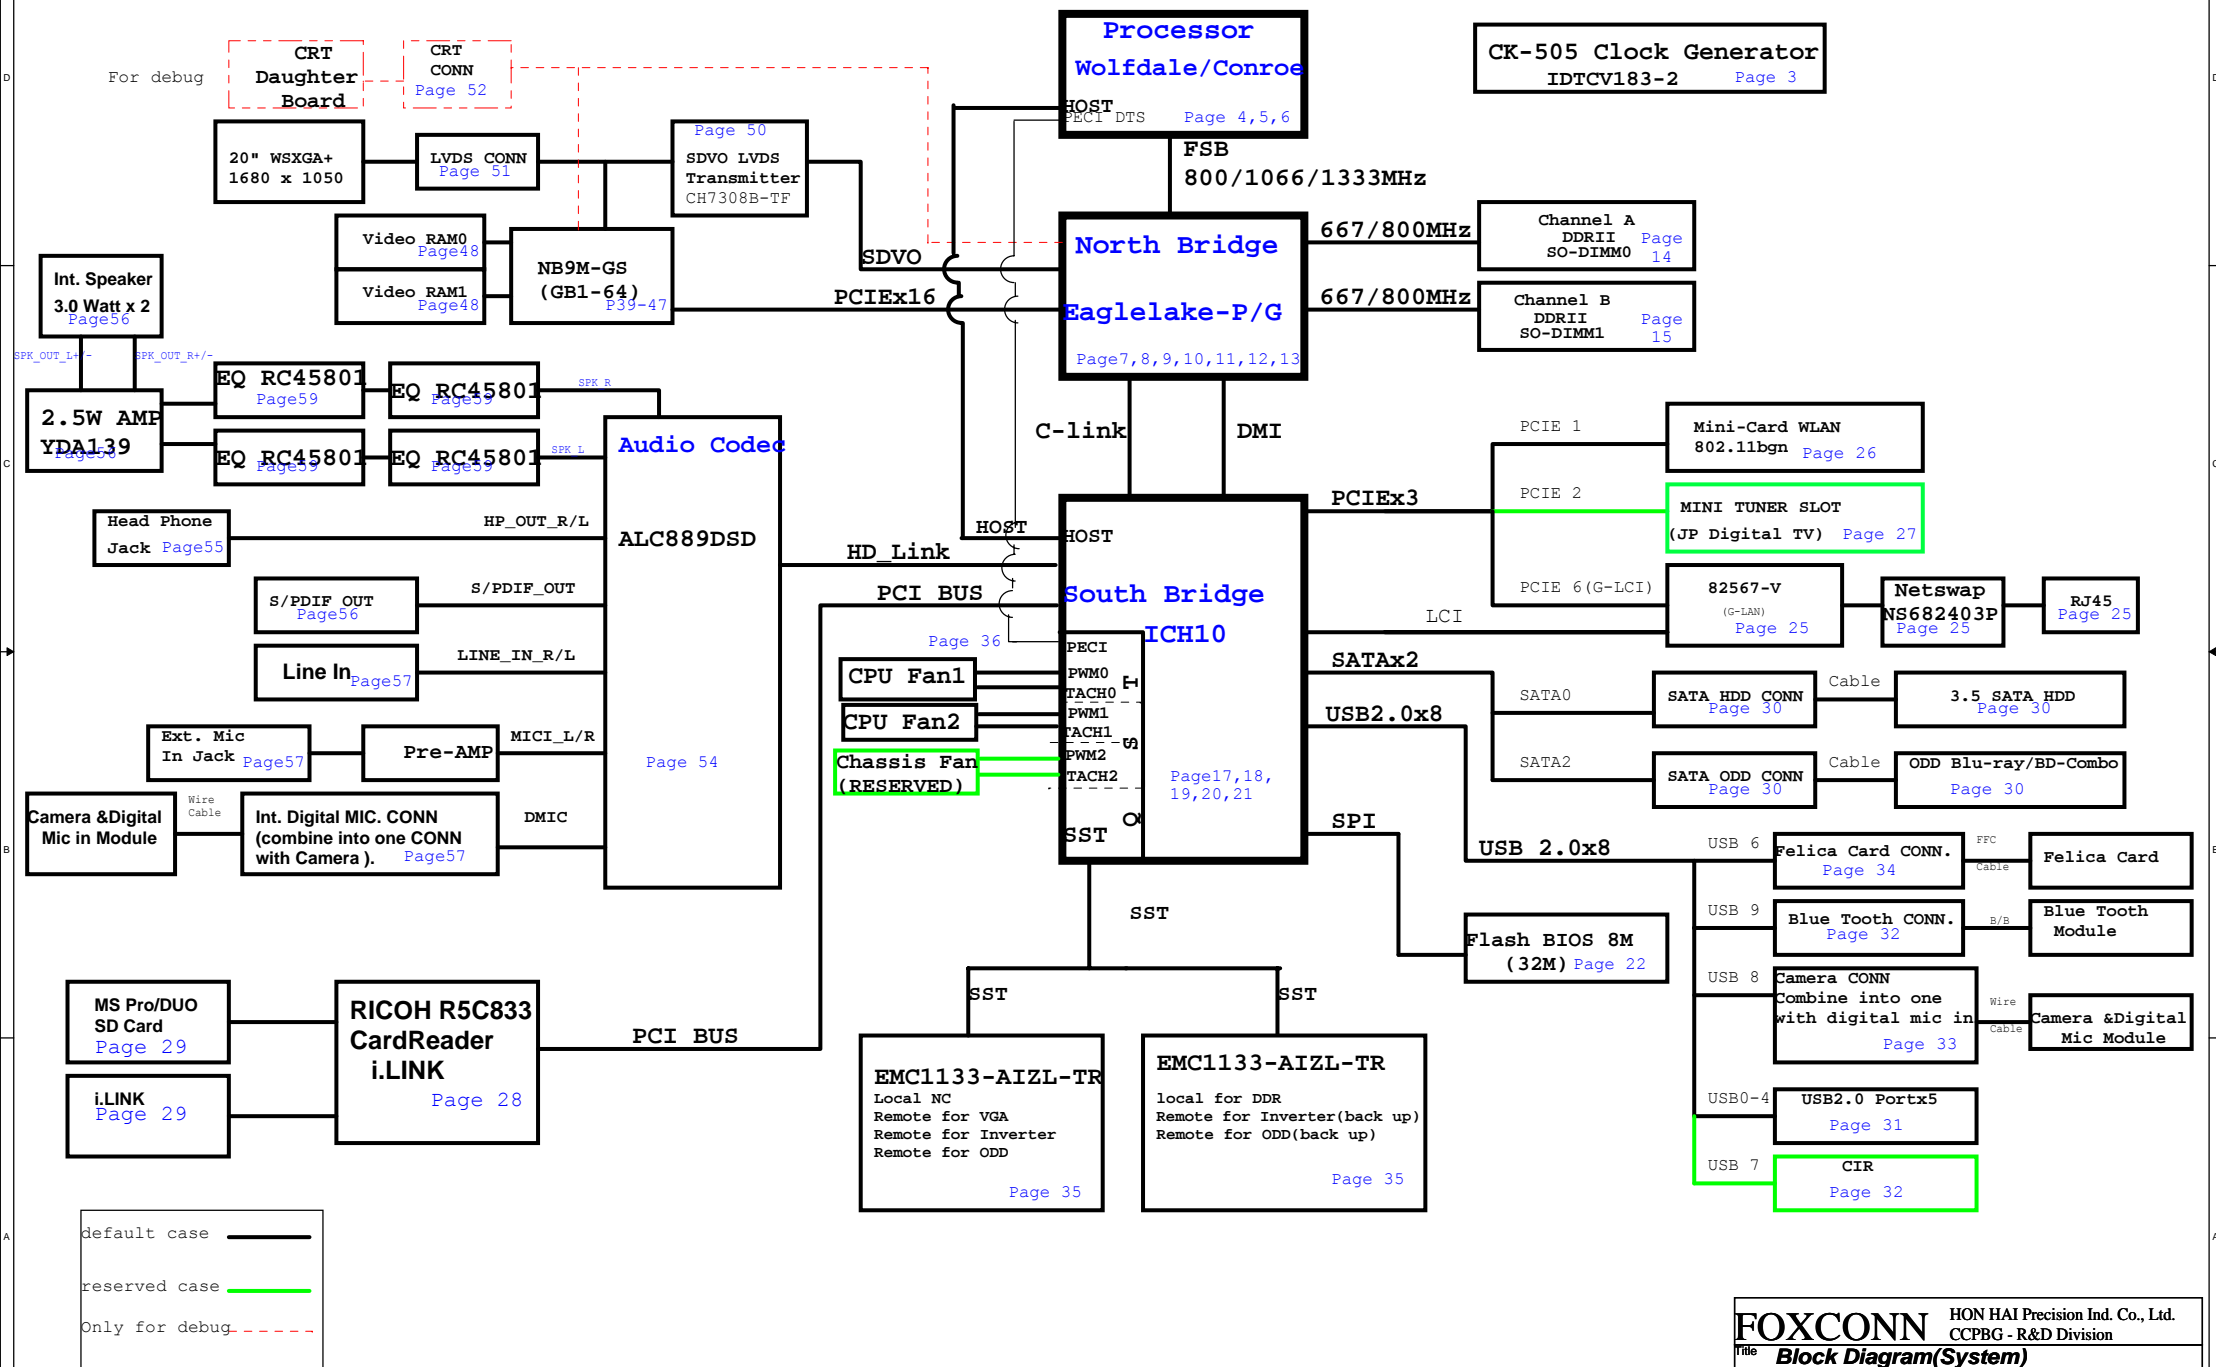 Processor
Wolfdale/Conroe
HOST
PECI DTS
Page 4,5,6
CK-505 Clock Generator
IDTCV183-2
Page 3
For debug
CRT
Daughter
Board
CRT
CONN
Page 52
20" WSXGA+
1680 x 1050
LVDS CONN
Page 51
Page 50
SDVO LVDS
Transmitter
CH7308B-TF
FSB
800/1066/1333MHz
Video RAM0
Page48
Video RAM1
Page48
NB9M-GS
(GB1-64)
P39-47
SDVO
PCIEx16
North Bridge
Eaglelake-P/G
Page7,8,9,10,11,12,13
667/800MHz
Channel A
DDRII
SO-DIMM0
Page
14
667/800MHz
Channel B
DDRII
SO-DIMM1
Page
15
Int. Speaker
3.0 Watt x 2
Page56
SPK_OUT_L+/-
SPK_OUT_R+/-
2.5W AMP
YDA139
Page56
EQ RC45801
Page59
EQ RC45801
Page59
SPK R
EQ RC45801
Page59
EQ RC45801
Page59
SPK L
Audio Codec
ALC889DSD
Page 54
C-link
DMI
Head Phone
Jack Page55
HP_OUT_R/L
S/PDIF OUT
Page56
S/PDIF_OUT
Line In
Page57
LINE_IN_R/L
Ext. Mic
In Jack Page57
Pre-AMP
MICI_L/R
Camera &Digital
Mic in Module
Wire
Cable
Int. Digital MIC. CONN
(combine into one CONN
with Camera ).
Page57
DMIC
HOST
HD_Link
PCI BUS
Page 36
CPU Fan1
CPU Fan2
Chassis Fan
(RESERVED)
HOST
South Bridge
ICH10
PECI
PWM0
TACH0
PWM1
TACH1
PWM2
TACH2
SST
Q S T
Page17,18,
19,20,21
PCIEx3
PCIE 1
Mini-Card WLAN
802.11bgn
Page 26
PCIE 2
MINI TUNER SLOT
(JP Digital TV)
Page 27
PCIE 6(G-LCI)
LCI
82567-V
(G-LAN)
Page 25
Netswap
NS682403P
Page 25
RJ45
Page 25
SATAx2
SATA0
SATA HDD CONN
Page 30
Cable
3.5 SATA HDD
Page 30
SATA2
SATA ODD CONN
Page 30
Cable
ODD Blu-ray/BD-Combo
Page 30
USB2.0x8
SPI
USB 2.0x8
USB 6
Felica Card CONN.
Page 34
FFC
Cable
Felica Card
USB 9
Blue Tooth CONN.
Page 32
B/B
Blue Tooth
Module
USB 8
Camera CONN
Combine into one
with digital mic in
Page 33
Wire
Cable
Camera &Digital
Mic Module
USB0-4
USB2.0 Portx5
Page 31
USB 7
CIR
Page 32
Flash BIOS 8M
(32M) Page 22
SST
SST
SST
MS Pro/DUO
SD Card
Page 29
i.LINK
Page 29
RICOH R5C833
CardReader
i.LINK
Page 28
PCI BUS
EMC1133-AIZL-TR
Local NC
Remote for VGA
Remote for Inverter
Remote for ODD
Page 35
EMC1133-AIZL-TR
local for DDR
Remote for Inverter(back up)
Remote for ODD(back up)
Page 35
default case
reserved case
Only for debug
FOXCONN
HON HAI Precision Ind. Co., Ltd.
CCPBG - R&D Division
Title
Block Diagram(System)
D
C
B
A
D
C
B
A